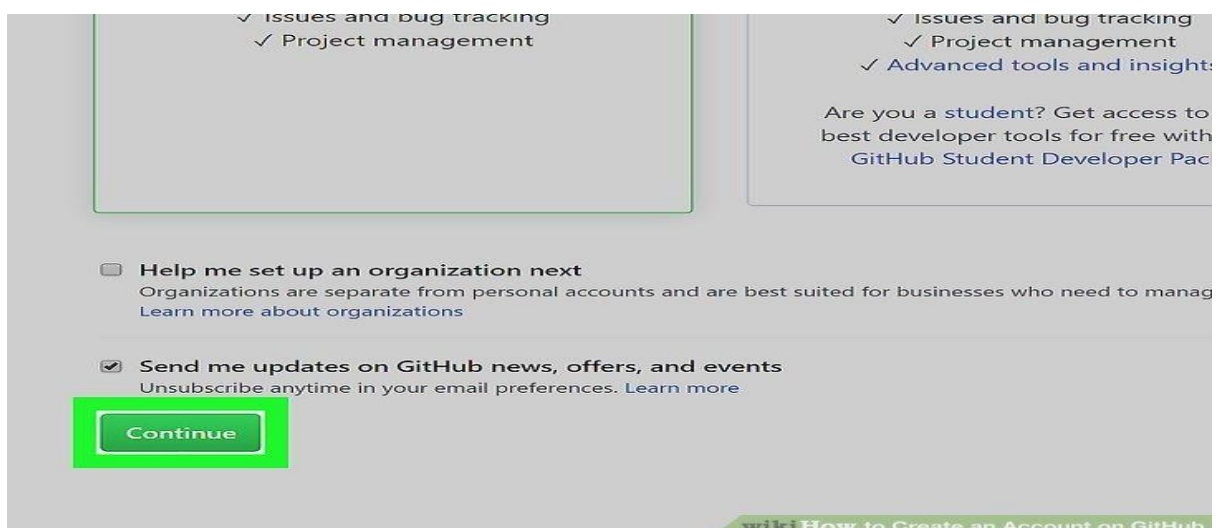 ✓ Issues and bug tracking
✓ Project management
✓ Issues and bug tracking
✓ Project management
✓ Advanced tools and insights
Are you a student? Get access to
best developer tools for free with
GitHub Student Developer Pac
Help me set up an organization next
Organizations are separate from personal accounts and are best suited for businesses who need to manag
Learn more about organizations
Send me updates on GitHub news, offers, and events
Unsubscribe anytime in your email preferences. Learn more
Continue
wikiHow to Create an Account on GitHub